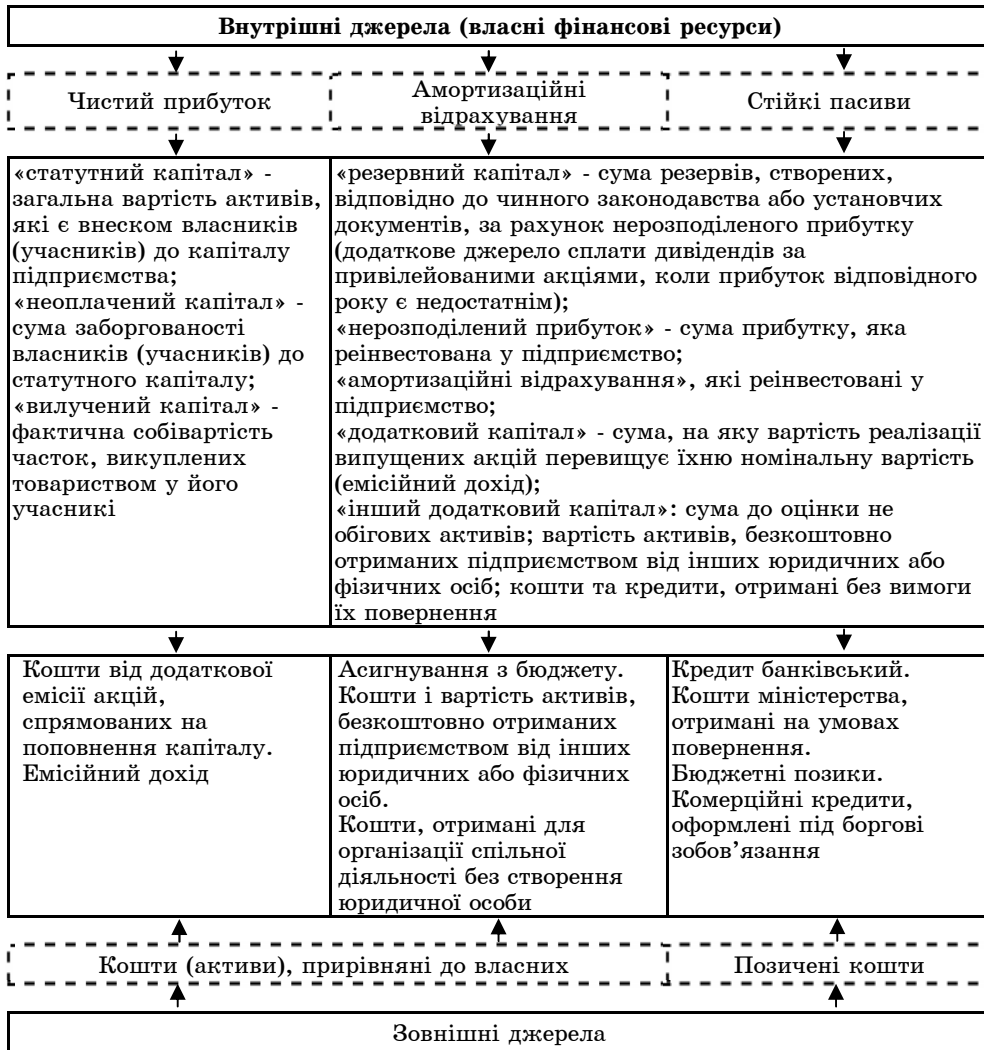 Внутрішні джерела (власні фінансові ресурси)
Чистий прибуток
Амортизаційні
відрахування
Стійкі пасиви
«статутний капітал» -
загальна вартість активів,
які є внеском власників
(учасників) до капіталу
підприємства;
«неоплачений капітал» -
сума заборгованості
власників (учасників) до
статутного капіталу;
«вилучений капітал» -
фактична собівартість
часток, викуплених
товариством у його
учасникі
«резервний капітал» - сума резервів, створених,
відповідно до чинного законодавства або установчих
документів, за рахунок нерозподіленого прибутку
(додаткове джерело сплати дивідендів за
привілейованими акціями, коли прибуток відповідного
року є недостатнім);
«нерозподілений прибуток» - сума прибутку, яка
реінвестована у підприємство;
«амортизаційні відрахування», які реінвестовані у
підприємство;
«додатковий капітал» - сума, на яку вартість реалізації
випущених акцій перевищує їхню номінальну вартість
(емісійний дохід);
«інший додатковий капітал»: сума до оцінки не
обігових активів; вартість активів, безкоштовно
отриманих підприємством від інших юридичних або
фізичних осіб; кошти та кредити, отримані без вимоги
їх повернення
Кошти від додаткової
емісії акцій,
спрямованих на
поповнення капіталу.
Емісійний дохід
Асигнування з бюджету.
Кошти і вартість активів,
безкоштовно отриманих
підприємством від інших
юридичних або фізичних
осіб.
Кошти, отримані для
організації спільної
діяльності без створення
юридичної особи
Кредит банківський.
Кошти міністерства,
отримані на умовах
повернення.
Бюджетні позики.
Комерційні кредити,
оформлені під боргові
зобов’язання
Кошти (активи), прирівняні до власних
Позичені кошти
Зовнішні джерела